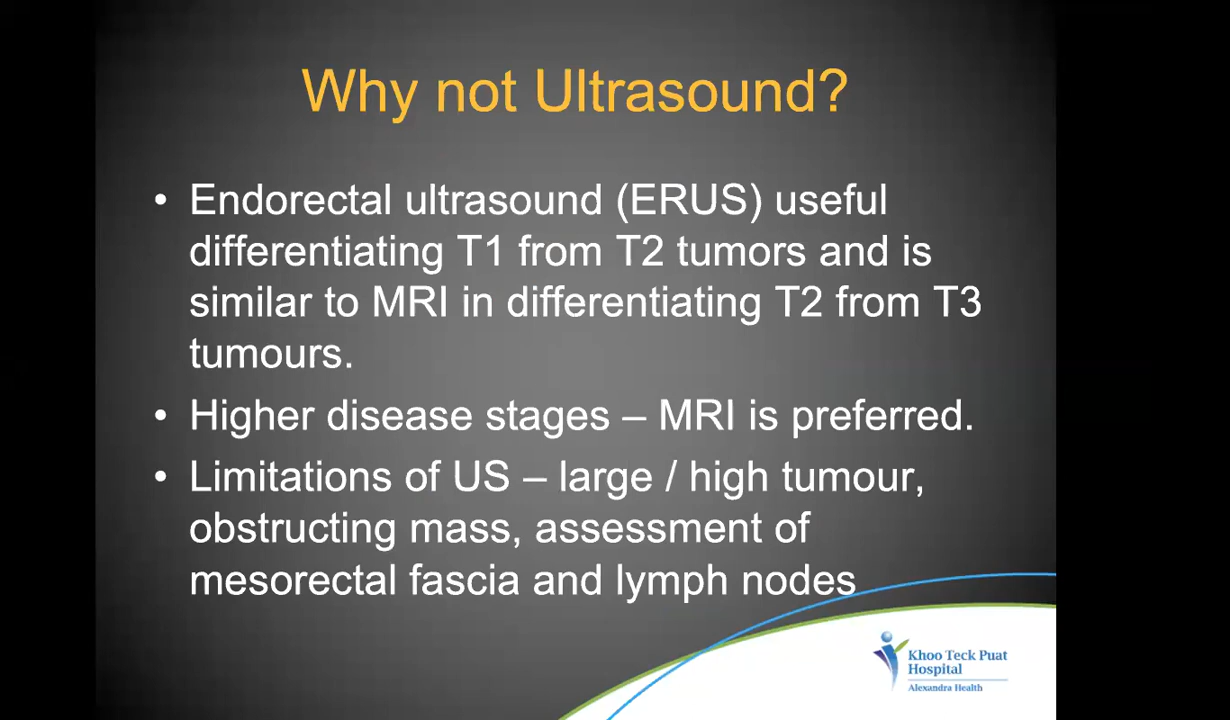 Why not Ultrasound?
• Endorectal ultrasound (ERUS) useful
differentiating T1 from T2 tumors and is
similar to MRI in differentiating T2 from T3
tumours.
• Higher disease stages – MRI is preferred.
• Limitations of US – large / high tumour,
obstructing mass, assessment of
mesorectal fascia and lymph nodes
Khoo Teck Puat
Hospital
Alexandra Health